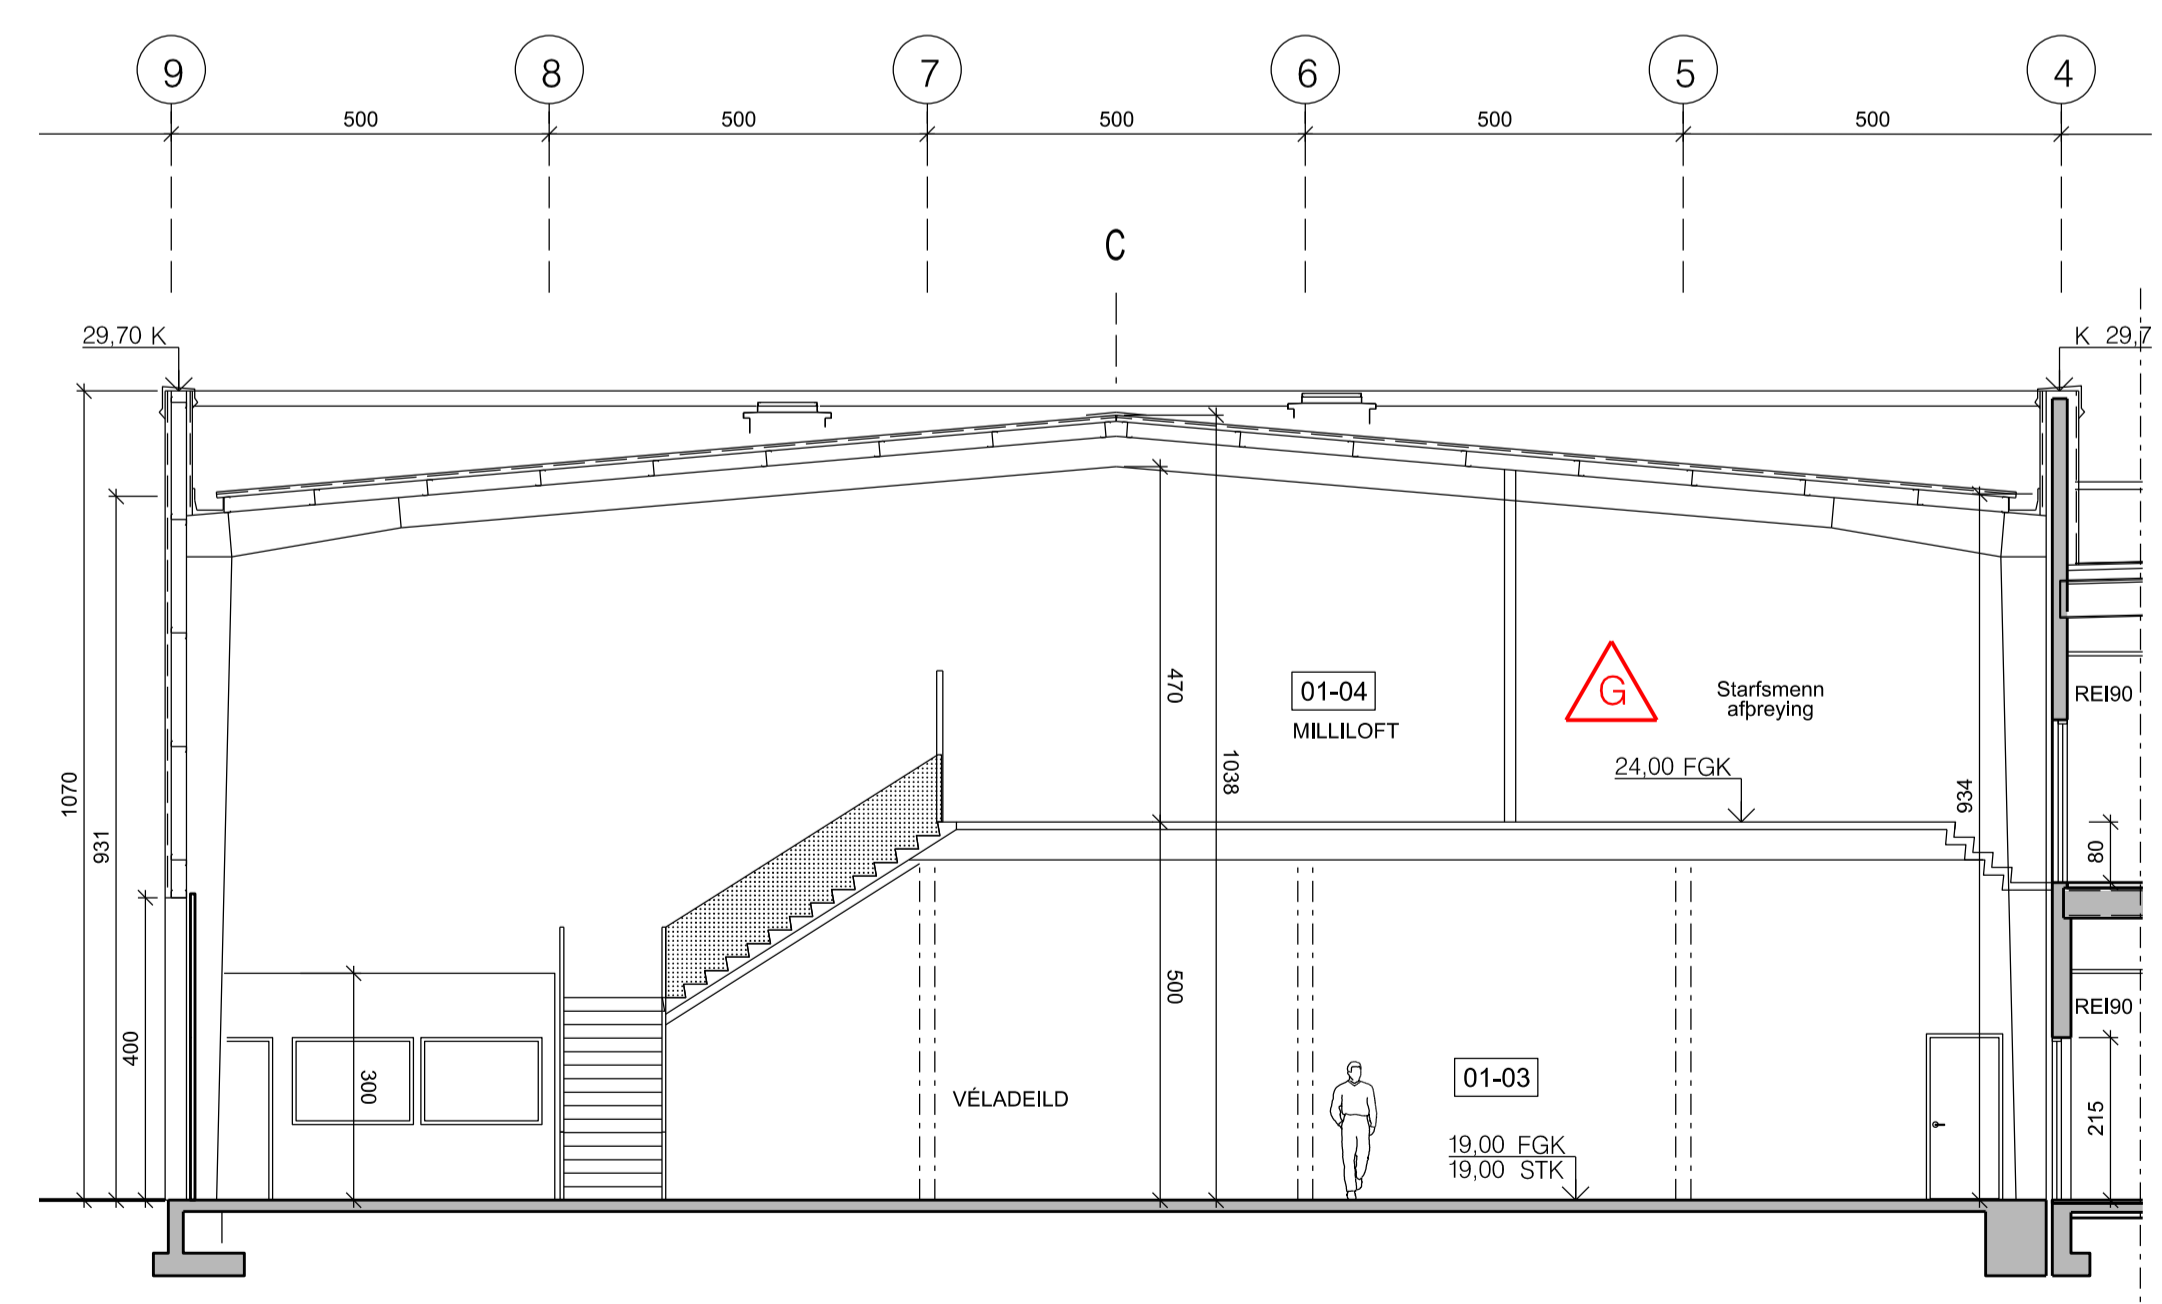 9 8 7 6 5 4
500 500 500 500 500
C
29,70 K
K 29,7
470
01-04
MILLILOFT
G
Starfsmenn
afþreying
REI90
1038
24,00 FGK
1070
931
934
80
400
300
500
REI90
VÉLADEILD
01-03
215
19,00 FGK
19,00 STK